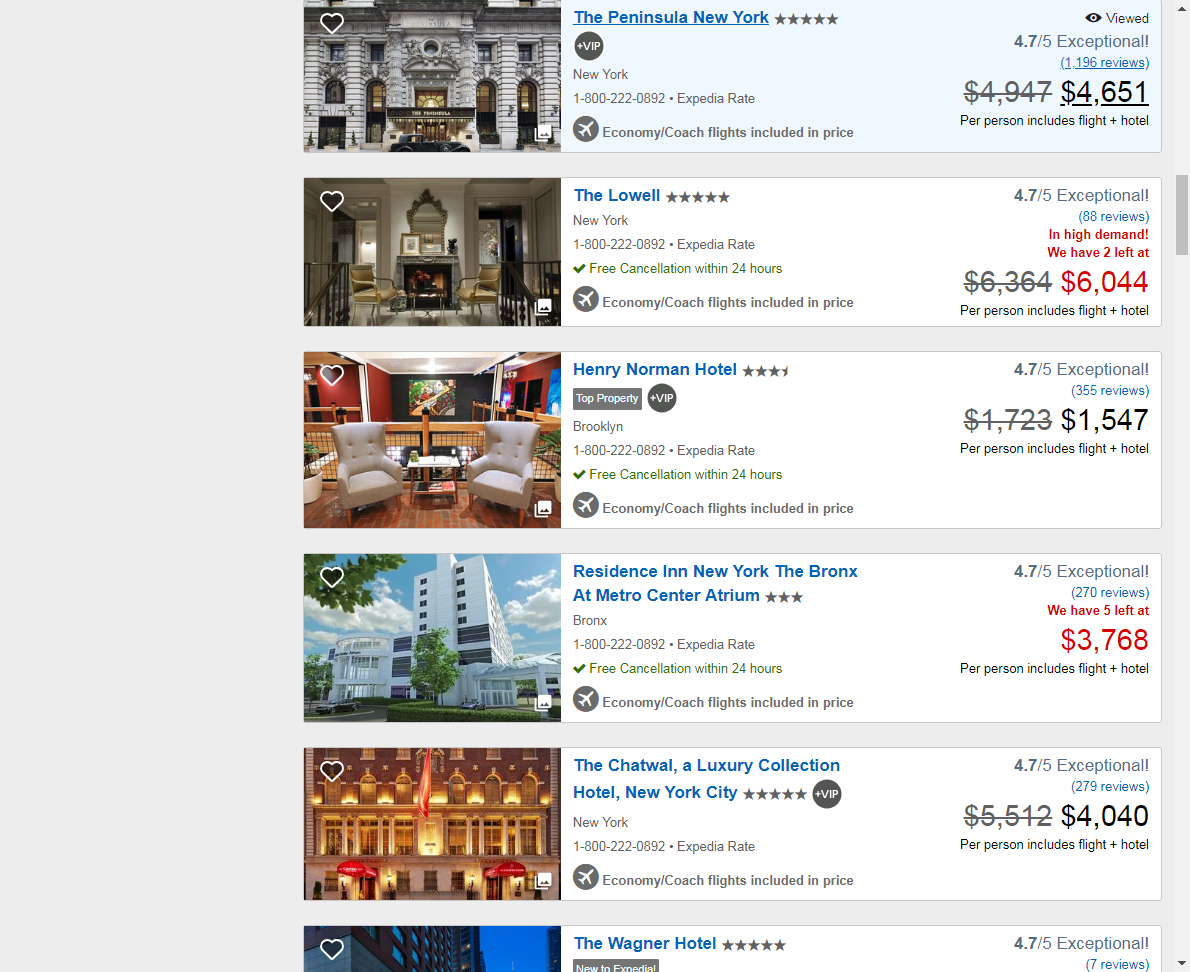 The Peninsula New York
Viewed
+VIP
4.7/5 Exceptional!
(1,196 reviews)
New York
$4,947 $4,651
1-800-222-0892 • Expedia Rate
Per person includes flight + hotel
Economy/Coach flights included in price
THE PENINSULA
The Lowell
4.7/5 Exceptional!
New York
(88 reviews)
In high demand!
1-800-222-0892 • Expedia Rate
We have 2 left at
Free Cancellation within 24 hours
$6,364 $6,044
Economy/Coach flights included in price
Per person includes flight + hotel
Henry Norman Hotel
4.7/5 Exceptional!
Top Property +VIP
(355 reviews)
Brooklyn
$1,723 $1,547
1-800-222-0892 • Expedia Rate
Per person includes flight + hotel
Free Cancellation within 24 hours
Economy/Coach flights included in price
Residence Inn New York The Bronx
At Metro Center Atrium
4.7/5 Exceptional!
(270 reviews)
We have 5 left at
Bronx
$3,768
1-800-222-0892 • Expedia Rate
Per person includes flight + hotel
Free Cancellation within 24 hours
Economy/Coach flights included in price
The Chatwal, a Luxury Collection
Hotel, New York City +VIP
4.7/5 Exceptional!
(279 reviews)
$5,512 $4,040
New York
1-800-222-0892 • Expedia Rate
Per person includes flight + hotel
Economy/Coach flights included in price
The Wagner Hotel
4.7/5 Exceptional!
New to Expedia!
(7 reviews)